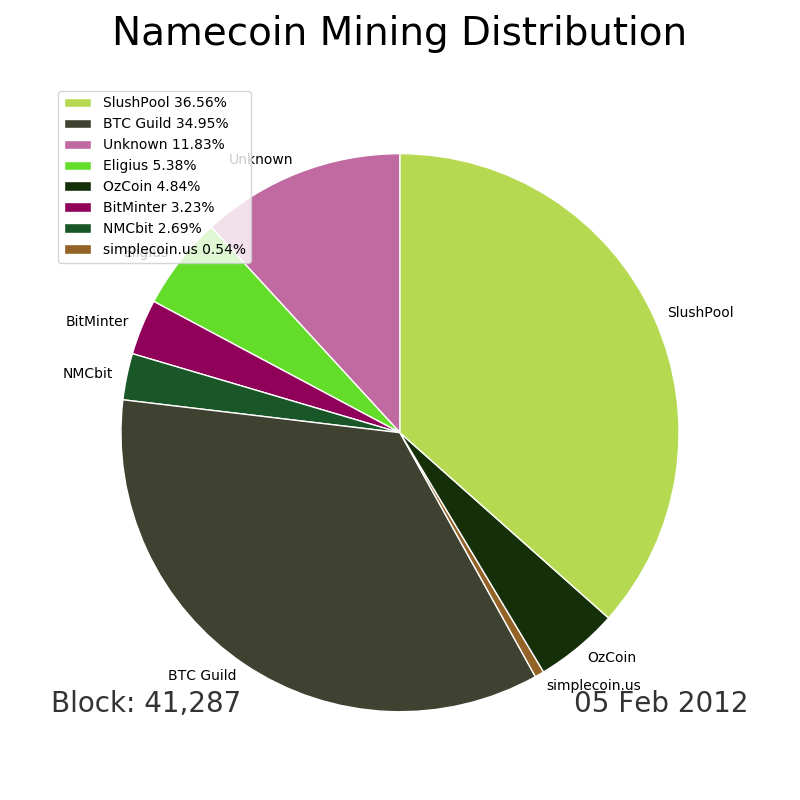 Namecoin Mining Distribution
SlushPool 36.56%
BTC Guild 34.95%
Unknown 11.83%
Eligius 5.38%
OzCoin 4.84%
BitMinter 3.23%
NMCbit 2.69%
simplecoin.us 0.54%
Unknown
Eligius
SlushPool
BitMinter
NMCbit
OzCoin
BTC Guild
simplecoin.us
Block: 41,287
05 Feb 2012